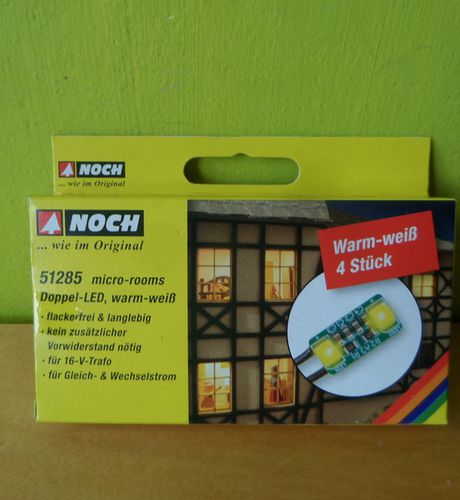 NOCH
... wie im Original
NOCH
... wie im Original
51285 micro-rooms
Doppel-LED, warm-weiß
· flackerfrei & langlebig
· kein zusätzlicher
Vorwiderstand nötig
· für 16-V-Trafo
· für Gleich- & Wechselstrom
Warm-weiß
4 Stück